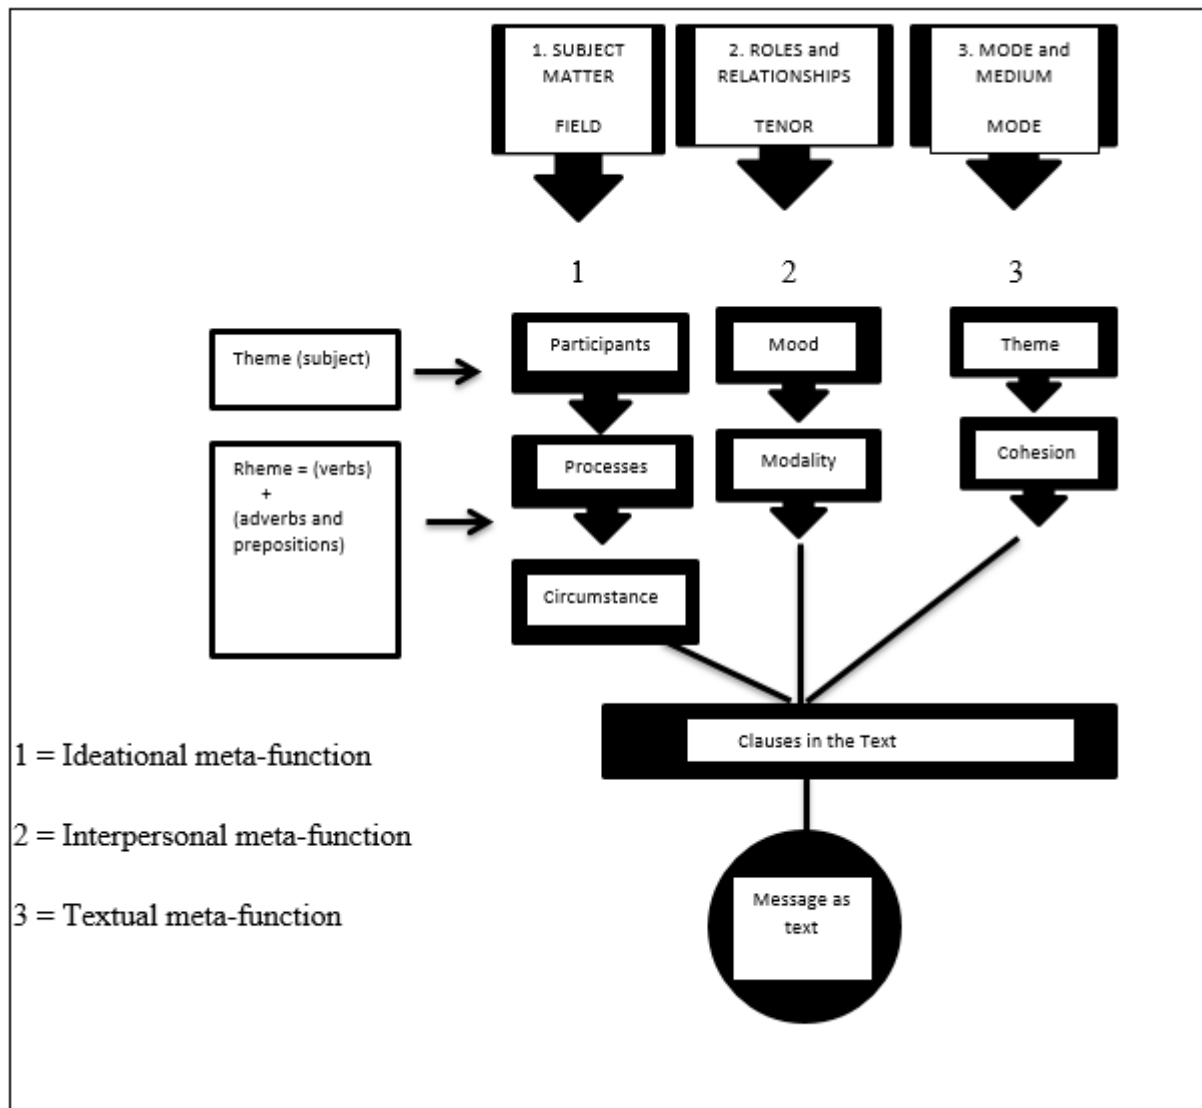 1. SUBJECT
MATTER
FIELD
2. ROLES and
RELATIONSHIPS
TENOR
3. MODE and
MEDIUM
MODE
1
2
3
Theme (subject)
Participants
Mood
Theme
Rheme = (verbs)
+
(adverbs and
prepositions)
Processes
Modality
Cohesion
Circumstance
Clauses in the Text
1 = Ideational meta-function
2 = Interpersonal meta-function
3 = Textual meta-function
Message as
text